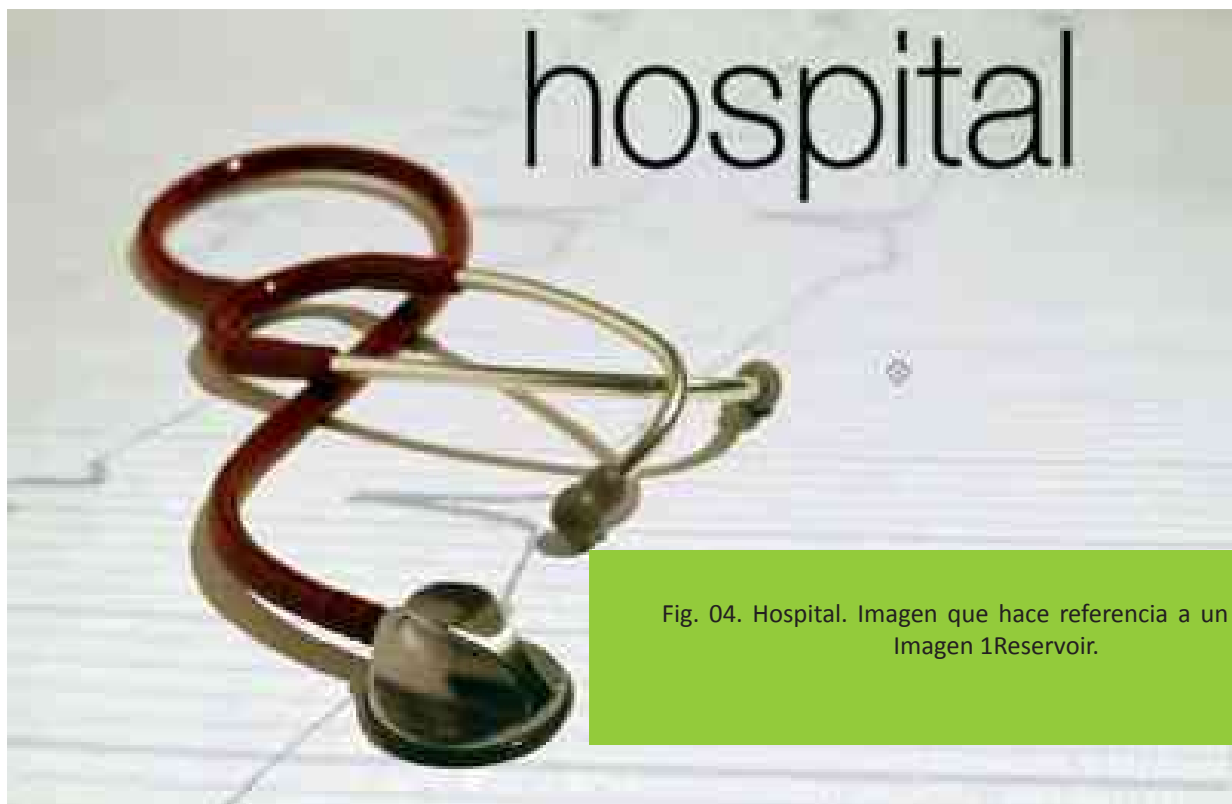 hospital
Fig. 04. Hospital. Imagen que hace referencia a un
Imagen 1Reservoir.